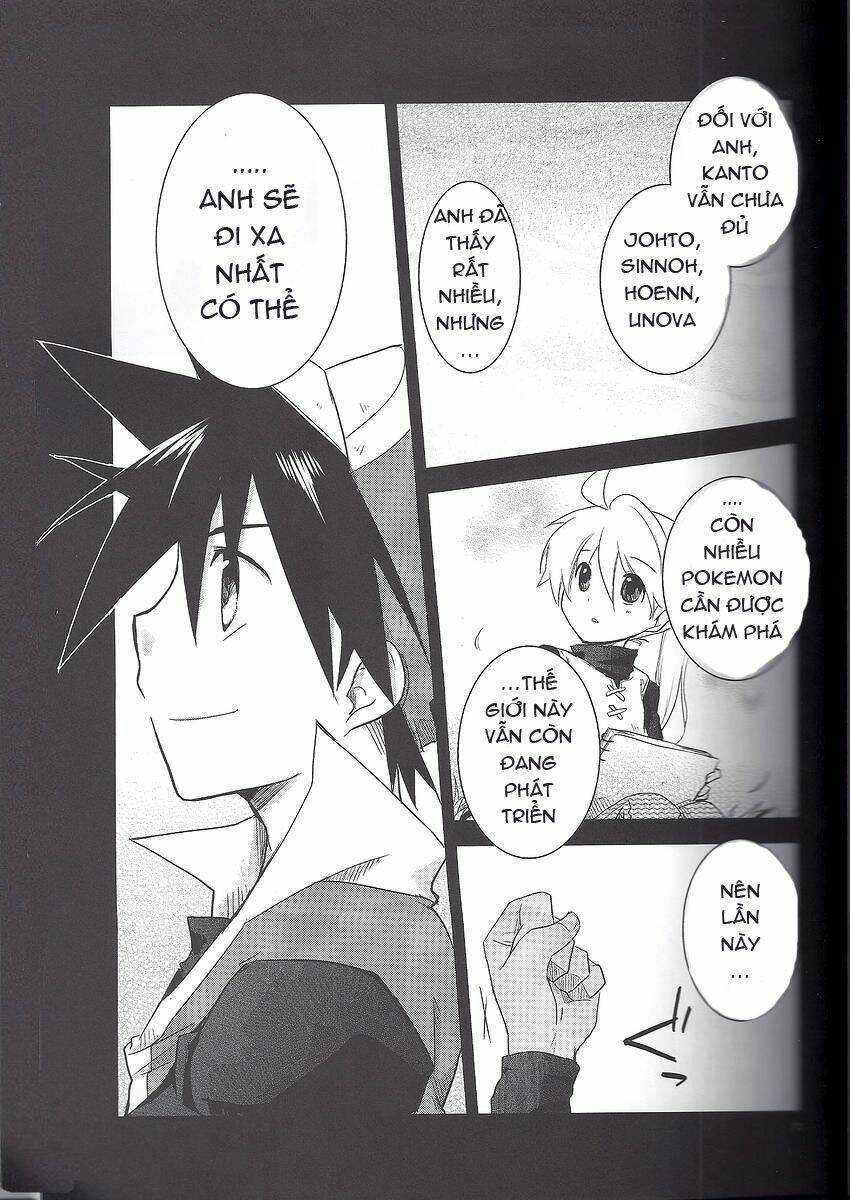 ĐỐI VỚI
ANH,
KANTO
VẪN CHƯA
ĐỦ
JOHTO,
SINNOH,
HOENN,
UNOVA
ANH ĐÃ
THẤY
RẤT
NHIỀU,
NHƯNG
...
....
CÒN
NHIỀU
POKEMON
CẦN ĐƯỢC
KHÁM PHÁ
...THẾ
GIỚI NÀY
VẪN CÒN
ĐANG
PHÁT
TRIỂN
NÊN
LẦN
NÀY
...
.....
ANH SẼ
ĐI XA
NHẤT
CÓ THỂ